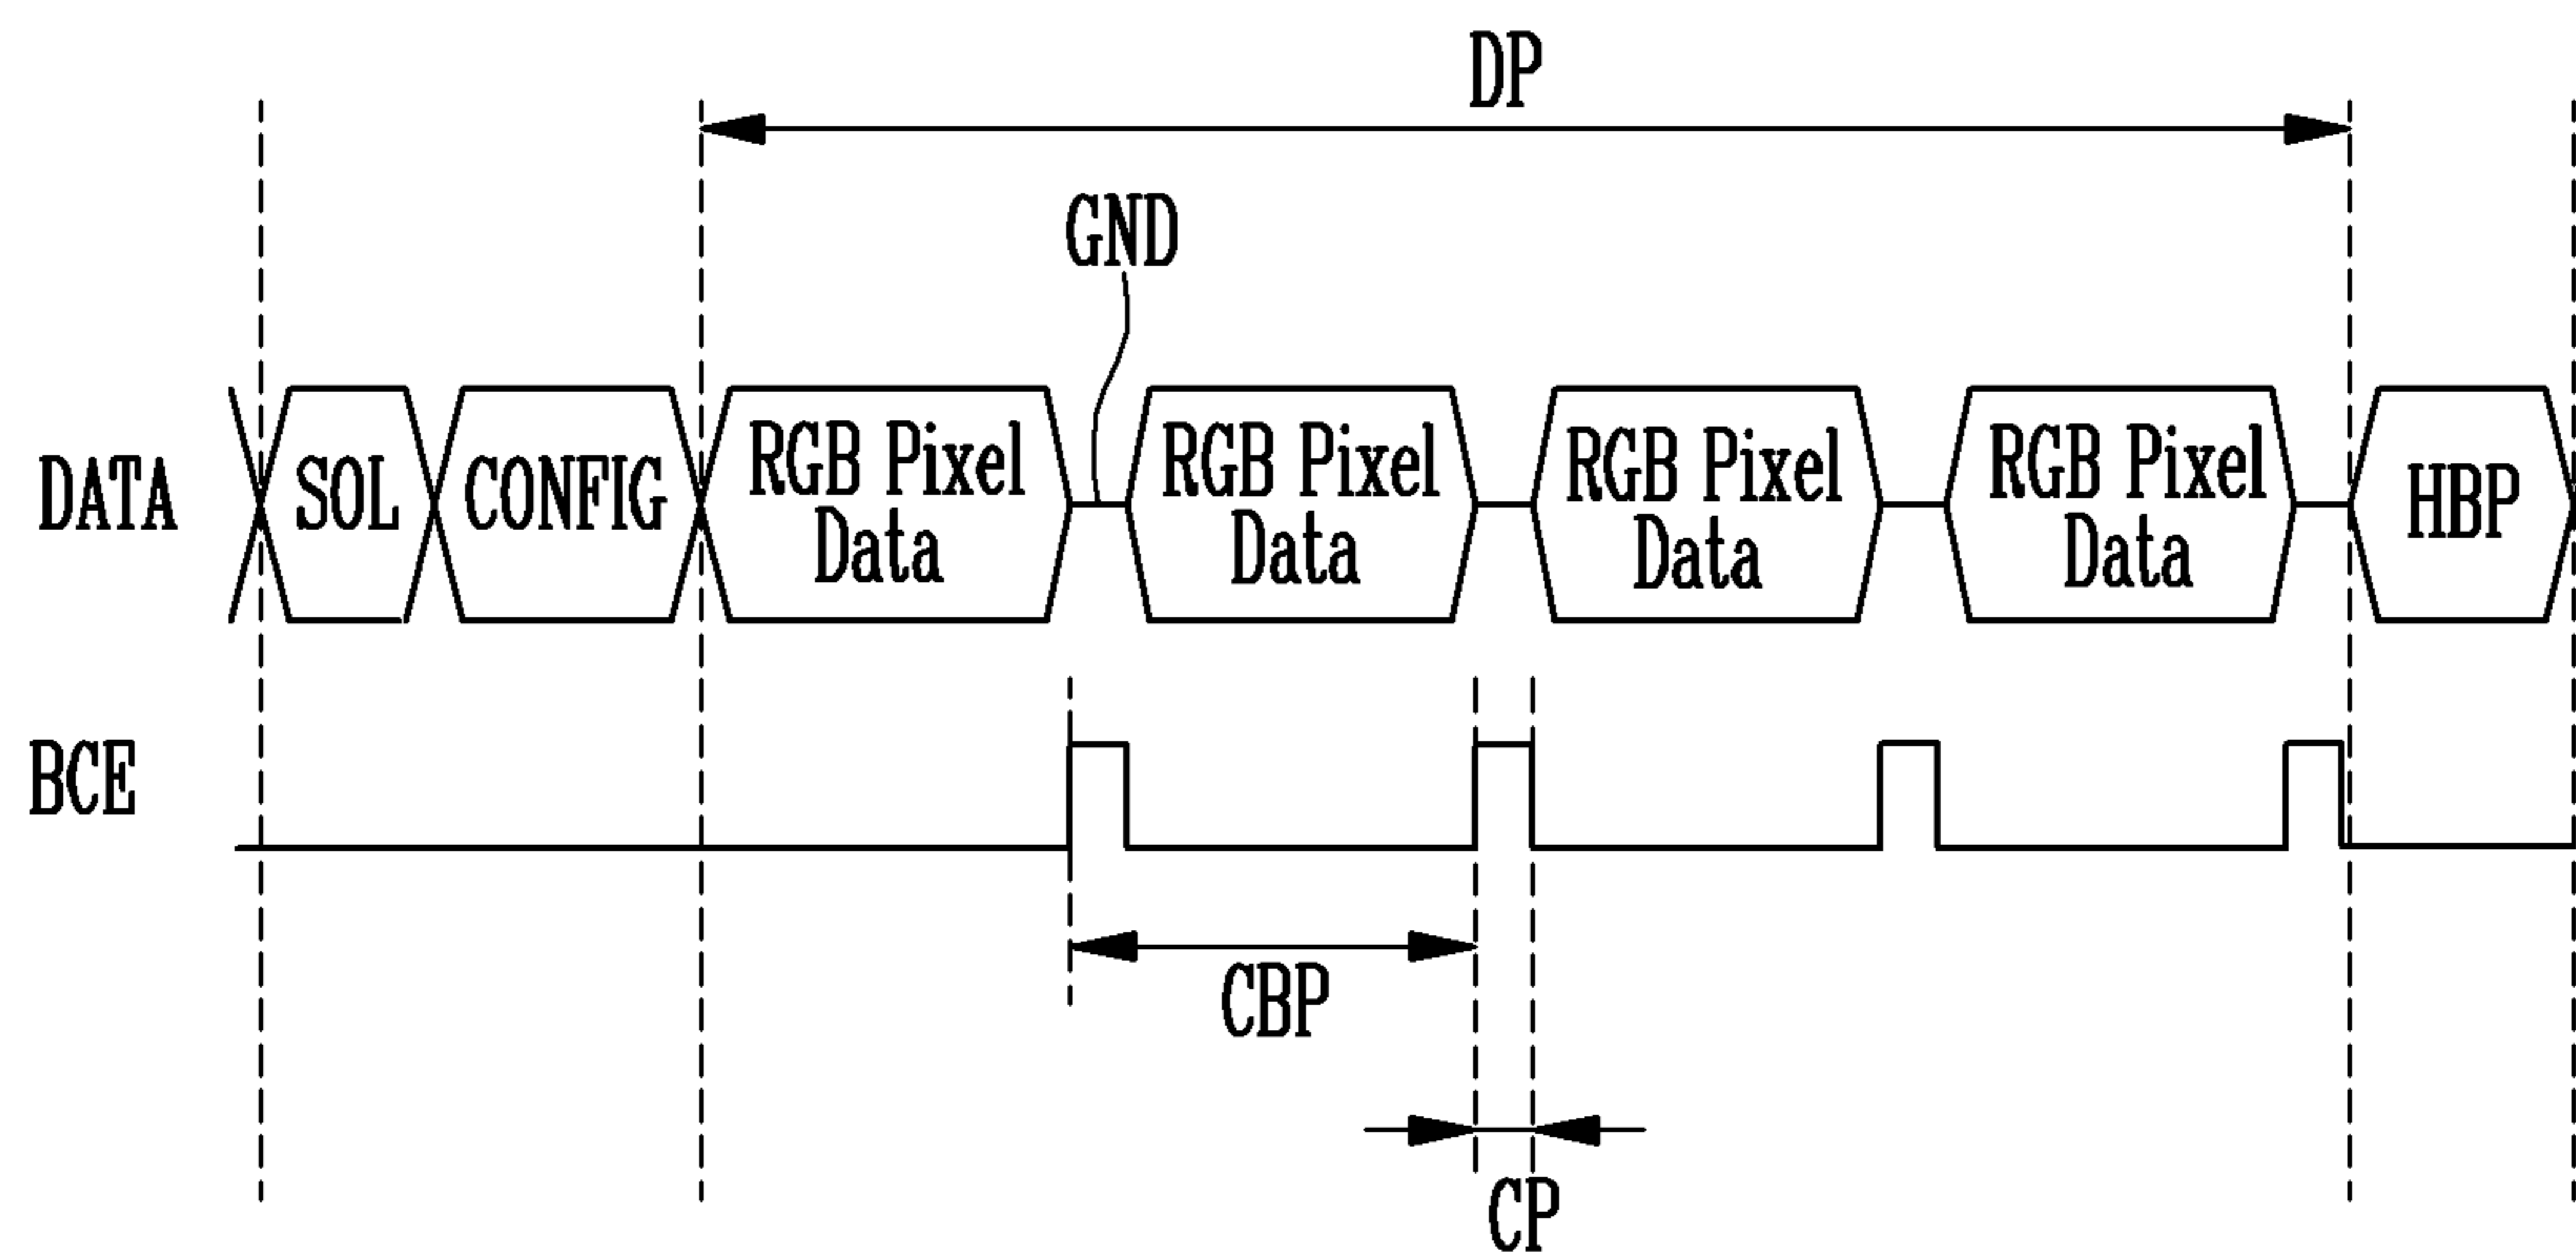 DP
GND
DATA
SOL
CONFIG
RGB Pixel
Data
RGB Pixel
Data
RGB Pixel
Data
RGB Pixel
Data
HBP
BCE
CBP
CP